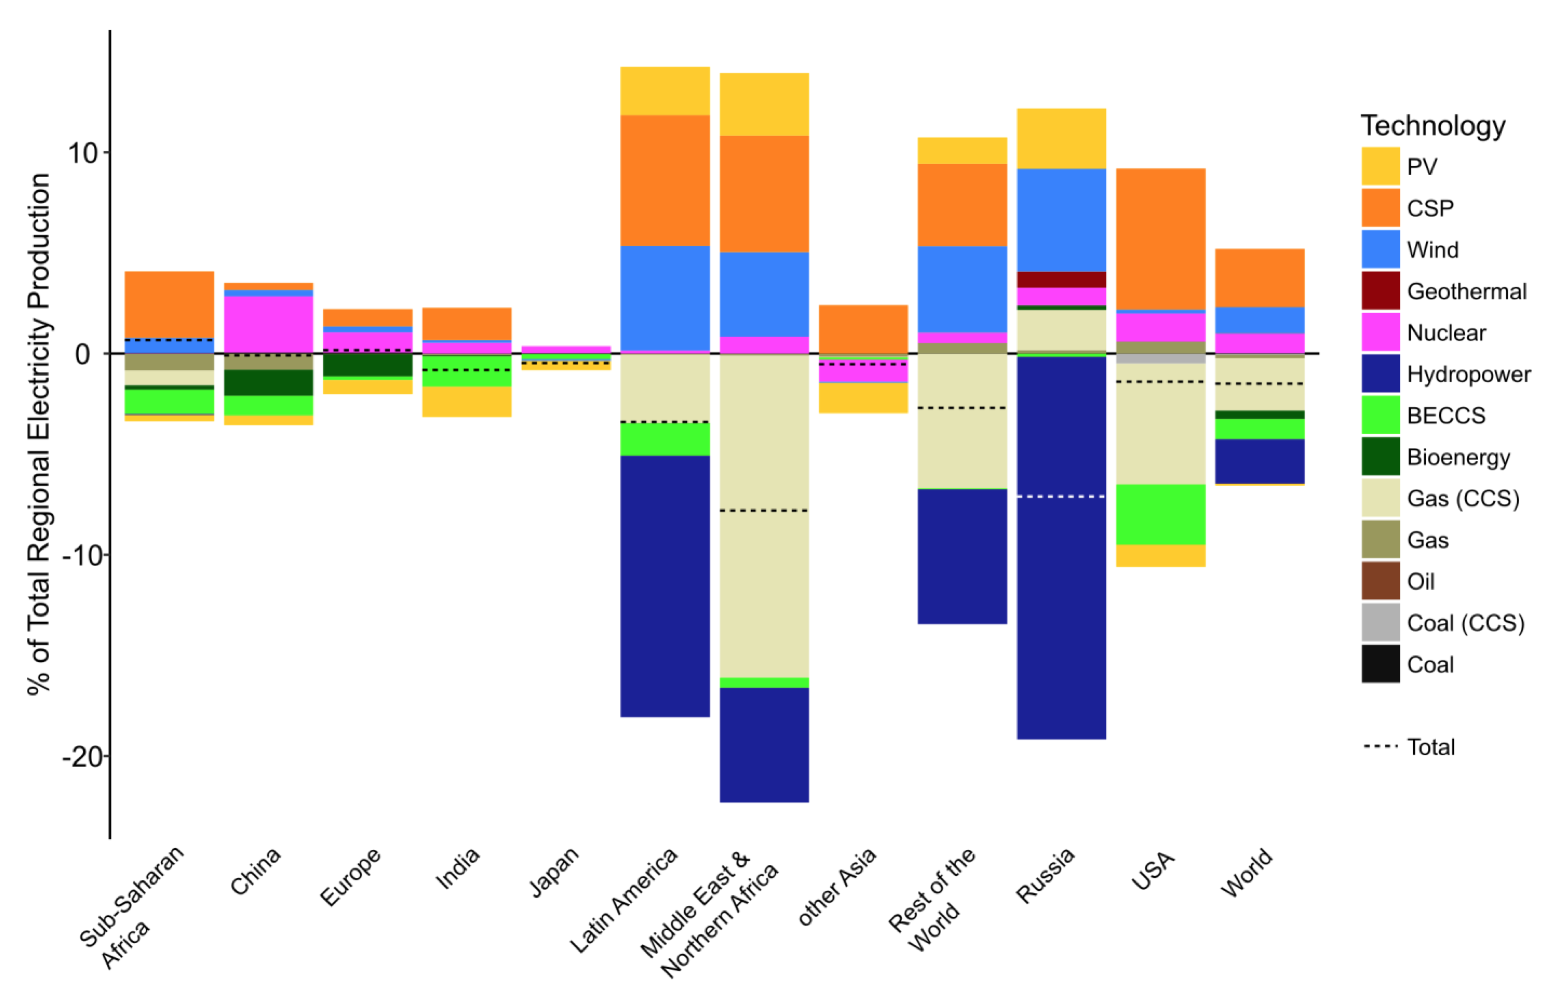 % of Total Regional Electricity Production
10
0
-10
-20
Sub-Saharan
Africa
China
Europe
India
Japan
Latin America
Middle East &
Northern Africa
other Asia
Rest of the
World
Russia
USA
World
Technology
PV
CSP
Wind
Geothermal
Nuclear
Hydropower
BECCS
Bioenergy
Gas (CCS)
Gas
Oil
Coal (CCS)
Coal
Total